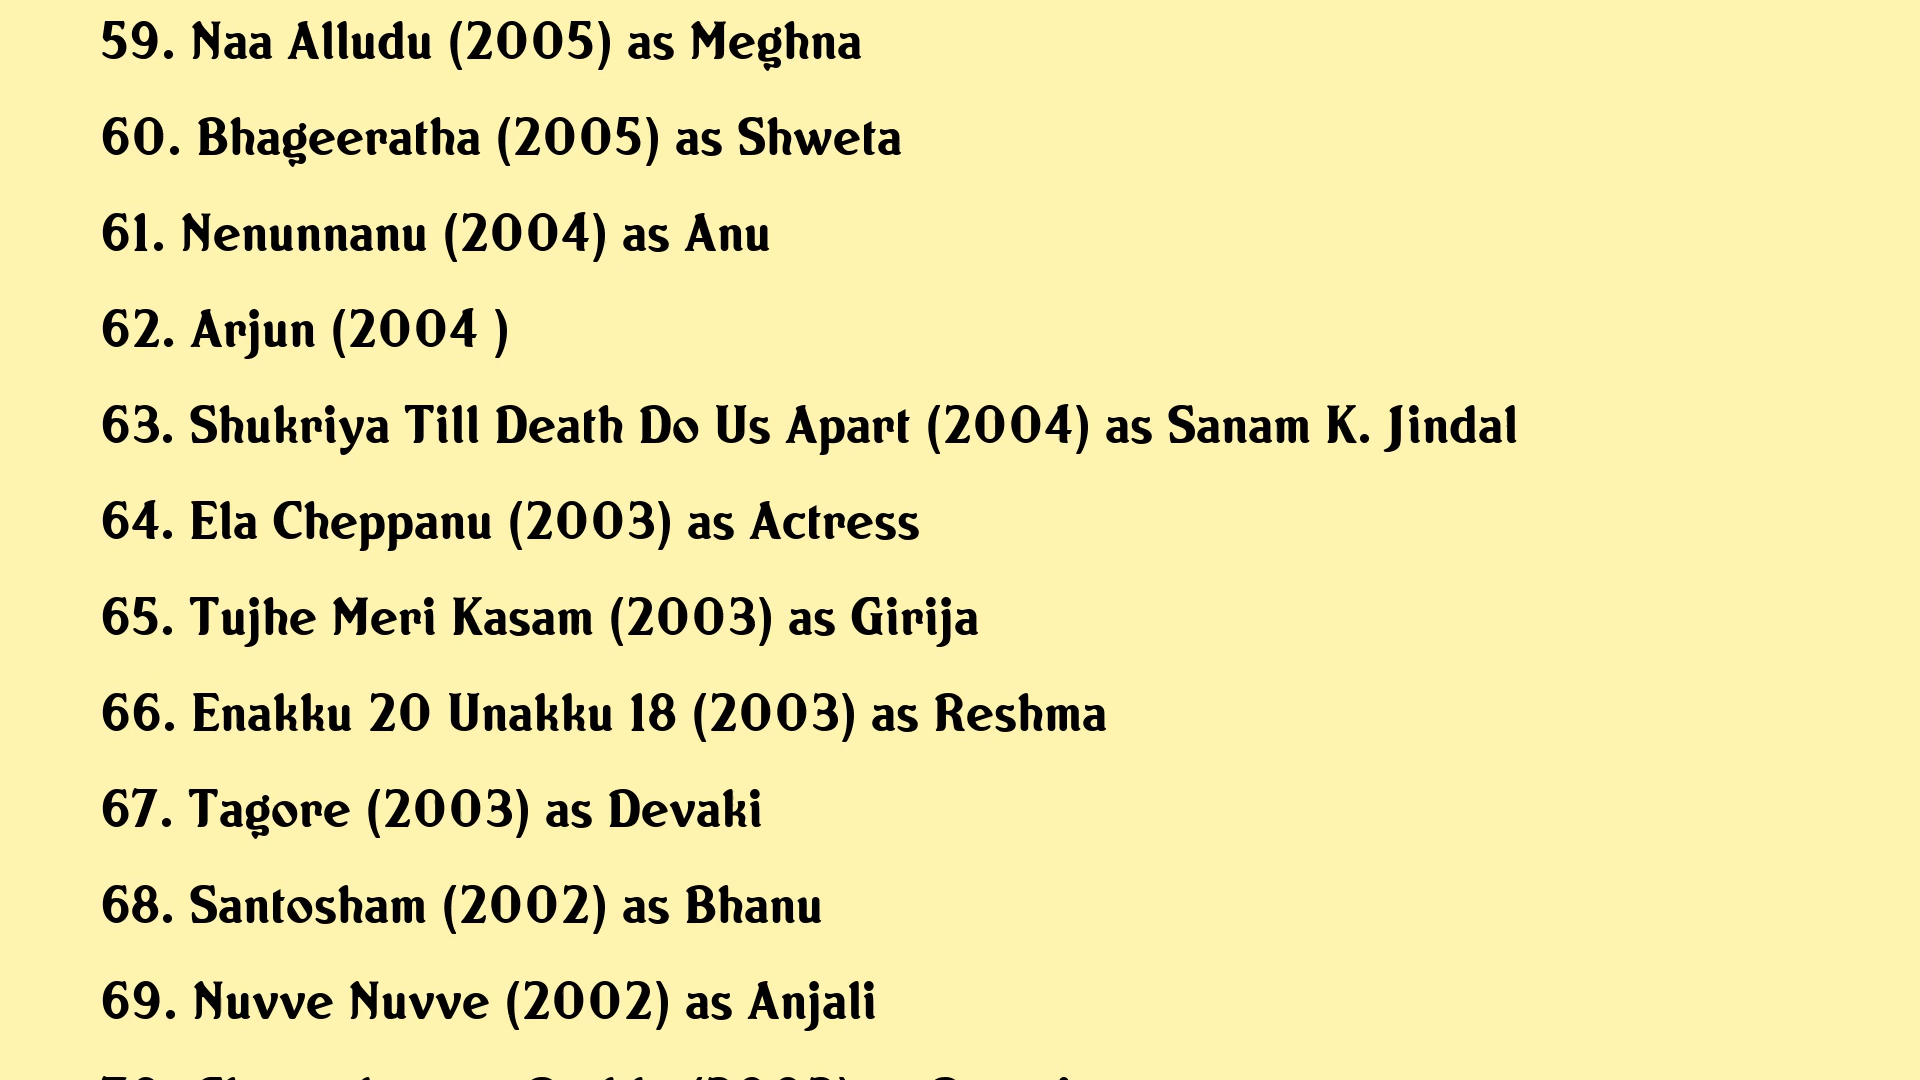 59. Naa Alludu (2005) as Meghna
60. Bhageeratha (2005) as Shweta
61. Nenunnanu (2004) as Anu
62. Arjun (2004 )
63. Shukriya Till Death Do Us Apart (2004) as Sanam K. Jindal
64. Ela Cheppanu (2003) as Actress
65. Tujhe Meri Kasam (2003) as Girija
66. Enakku 20 Unakku 18 (2003) as Reshma
67. Tagore (2003) as Devaki
68. Santosham (2002) as Bhanu
69. Nuvve Nuvve (2002) as Anjali